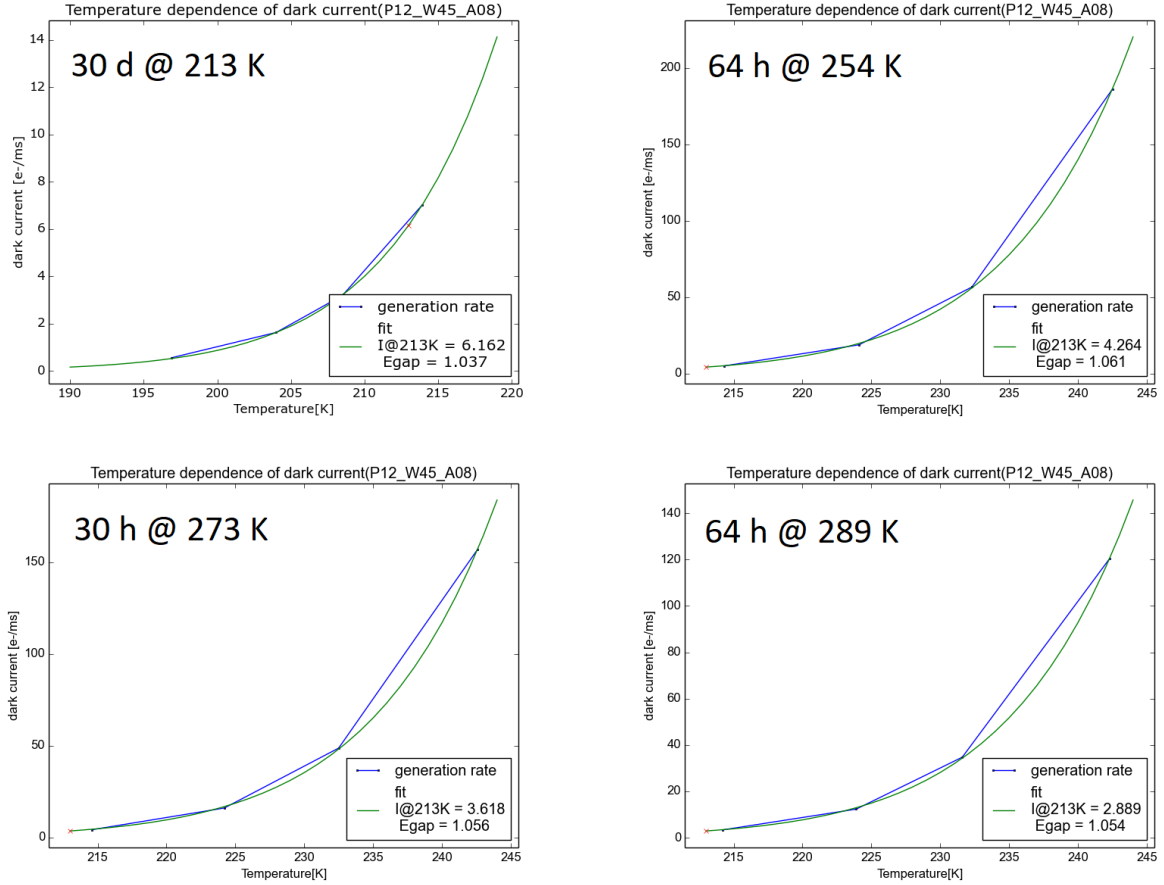 Temperature dependence of dark current(P12_W45_A08)
30 d @ 213 K
dark current [e-/ms]
14
12
10
8
6
4
2
0
generation rate
fit
I@213K = 6.162
Egap = 1.037
190
195
200
205
210
215
220
Temperature[K]
Temperature dependence of dark current(P12_W45_A08)
64 h @ 254 K
dark current [e-/ms]
200
150
100
50
0
generation rate
fit
I@213K = 4.264
Egap = 1.061
215
220
225
230
235
240
245
Temperature[K]
Temperature dependence of dark current(P12_W45_A08)
30 h @ 273 K
dark current [e-/ms]
150
100
50
0
generation rate
fit
I@213K = 3.618
Egap = 1.056
215
220
225
230
235
240
245
Temperature[K]
Temperature dependence of dark current(P12_W45_A08)
64 h @ 289 K
dark current [e-/ms]
140
120
100
80
60
40
20
0
generation rate
fit
I@213K = 2.889
Egap = 1.054
215
220
225
230
235
240
245
Temperature[K]